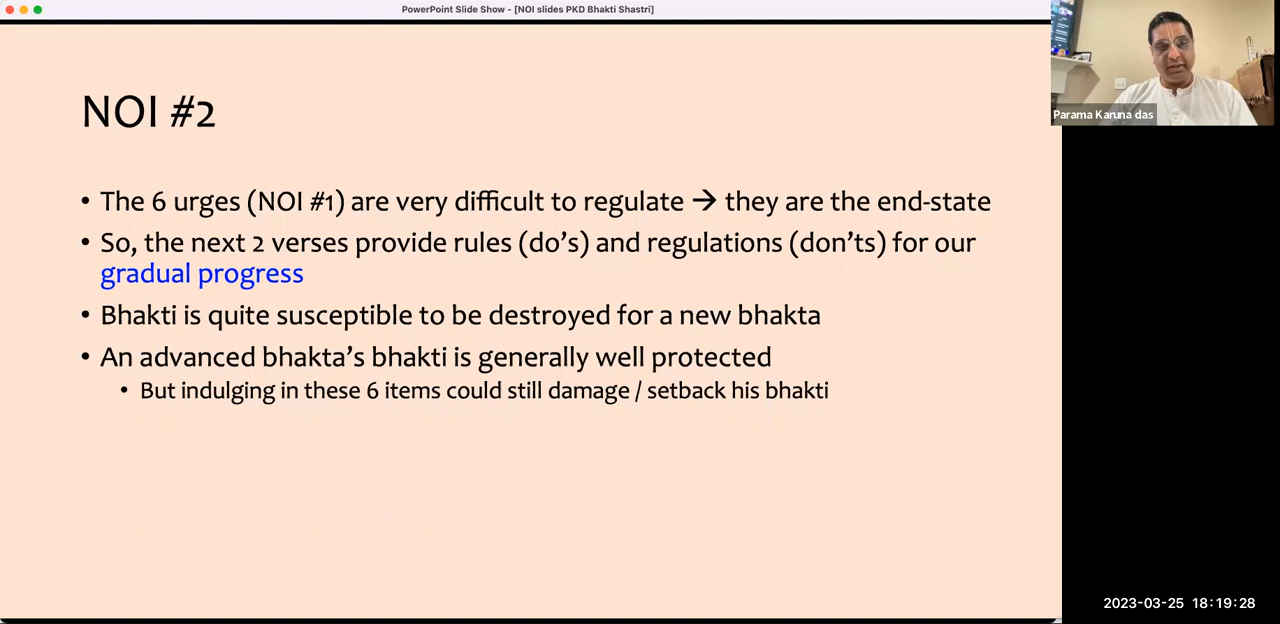 PowerPoint Slide Show - [NOI slides PKD Bhakti Shastri]
NOI #2
• The 6 urges (NOI #1) are very difficult to regulate → they are the end-state
• So, the next 2 verses provide rules (do's) and regulations (don'ts) for our
gradual progress
• Bhakti is quite susceptible to be destroyed for a new bhakta
• An advanced bhakta's bhakti is generally well protected
• But indulging in these 6 items could still damage / setback his bhakti
Parama Karuna das
2023-03-25 18:19:28